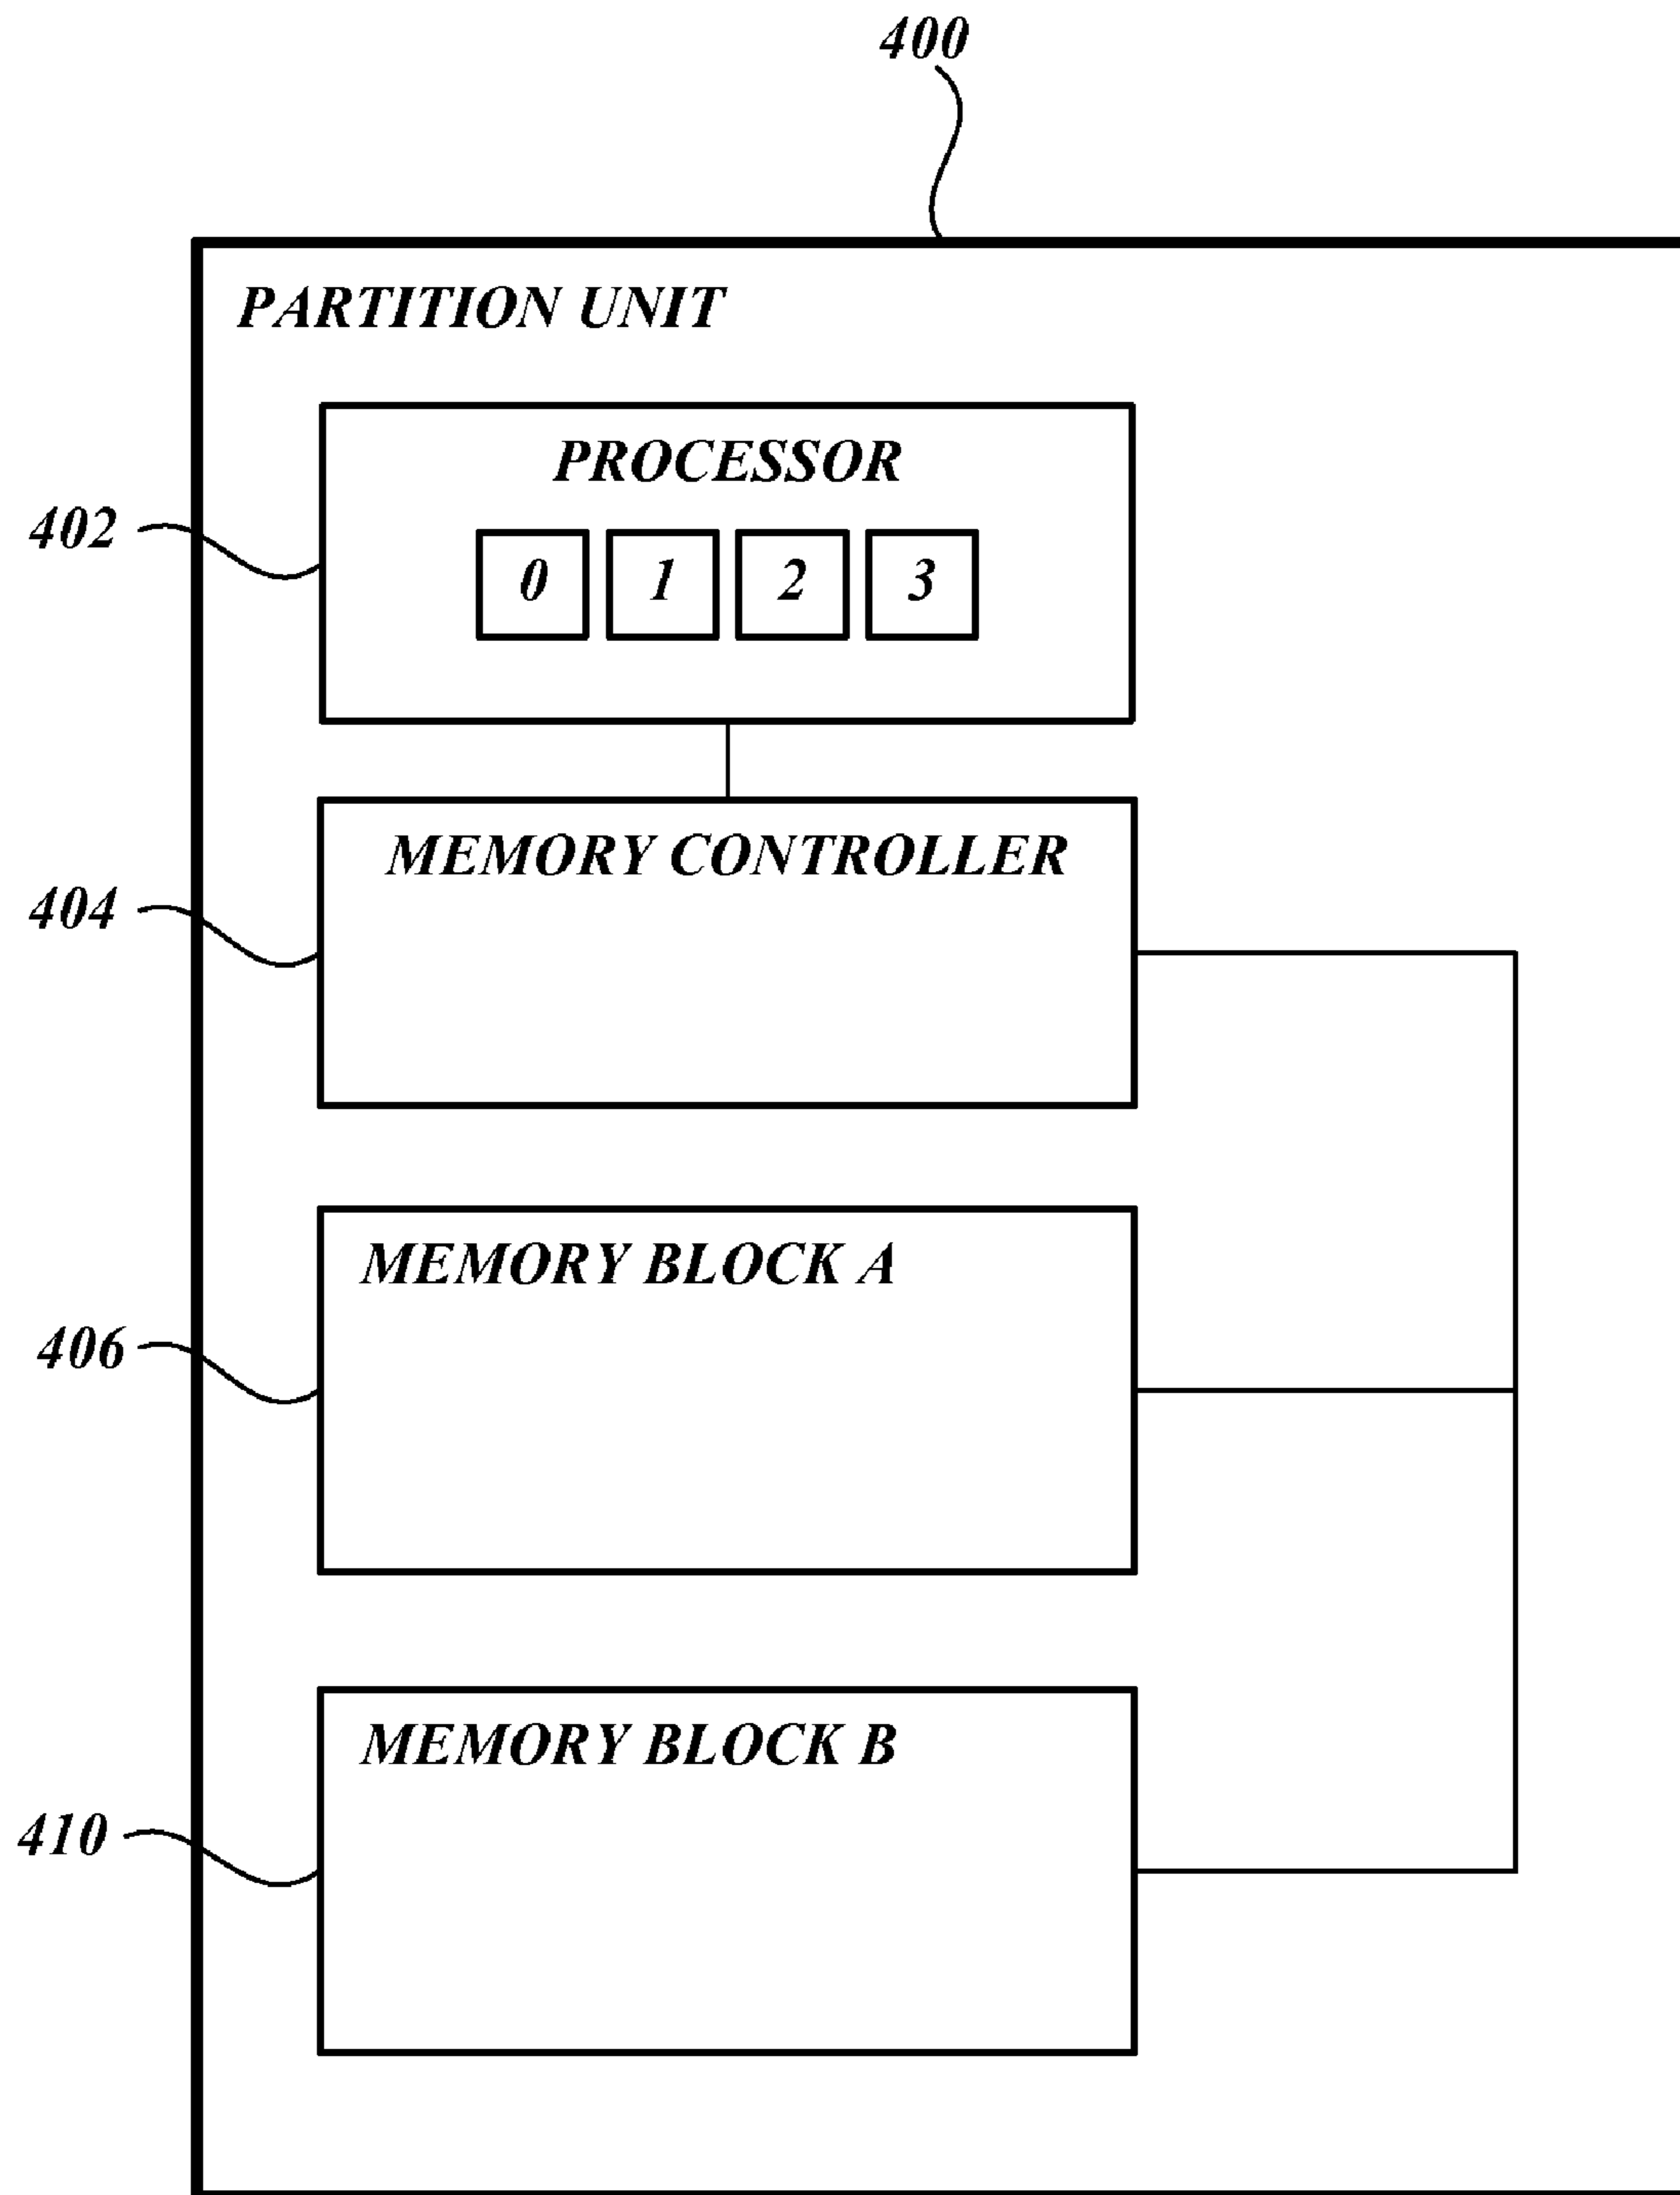 400
PARTITION UNIT
PROCESSOR
402
0 1 2 3
MEMORY CONTROLLER
404
MEMORY BLOCK A
406
MEMORY BLOCK B
410